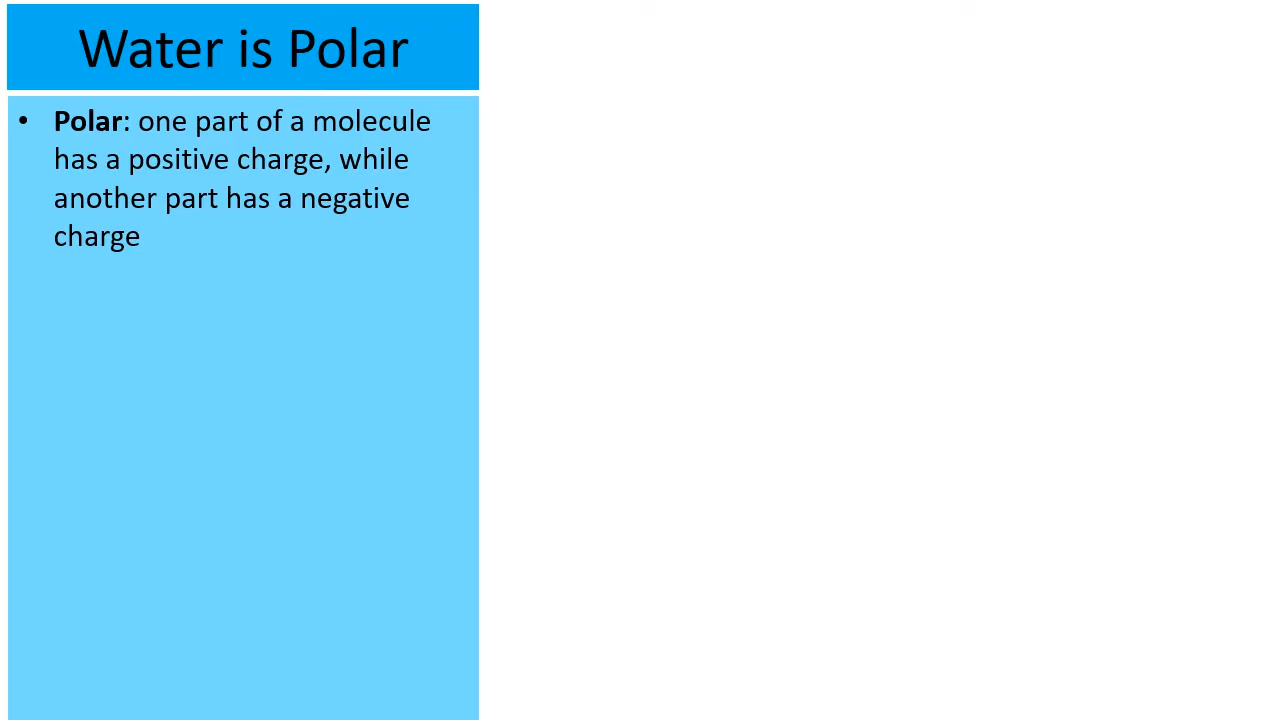 Water is Polar
• Polar: one part of a molecule
has a positive charge, while
another part has a negative
charge